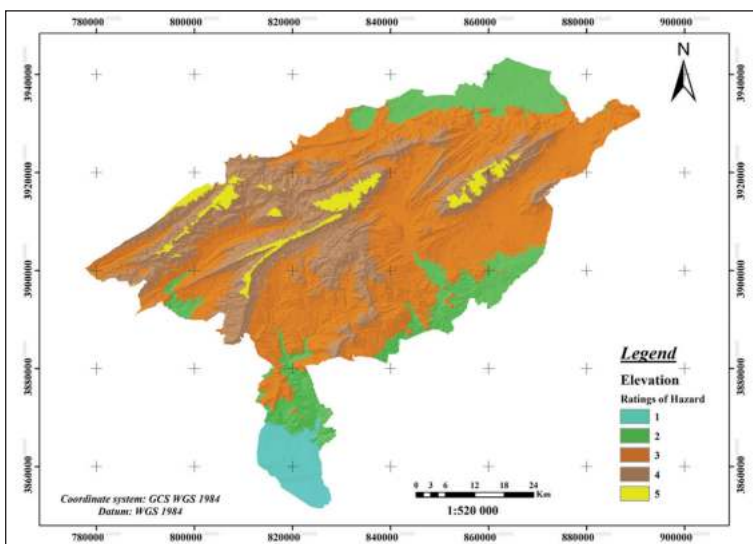 780000 800000 820000 840000 860000 880000 900000
N
3940000 3940000
3920000 3920000
3900000 3900000
3880000 3880000
3860000 3860000
Legend
Elevation
Ratings of Hazard
1
2
3
4
5
Coordinate system: GCS WGS 1984
Datum: WGS 1984
0 3 6 12 18 24
Km
1:520 000
780000 800000 820000 840000 860000 880000 900000